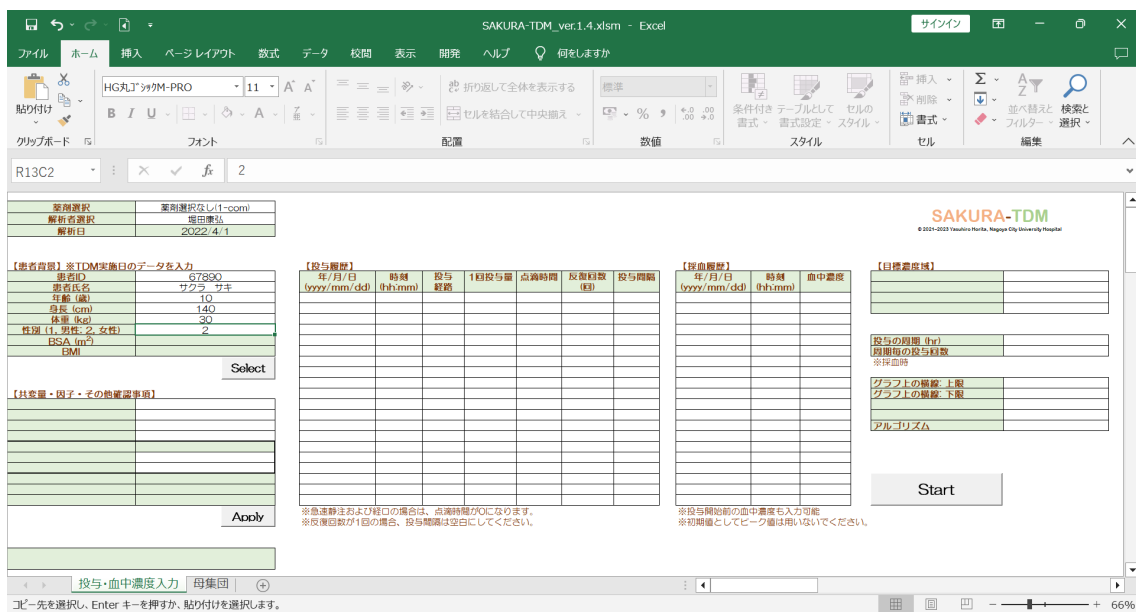 SAKURA-TDM_ver.1.4.xlsm - Excel
サインイン
ファイル ホーム 挿入 ページ レイアウト 数式 データ 校閲 表示 開発 ヘルプ 何をしますか
HG丸ｺﾞｼｯｸM-PRO 11
折り返して全体を表示する
標準
貼り付け
B I U
セルを結合して中央揃え
条件付き書式
テーブルとして書式設定
セルのスタイル
挿入
削除
書式
並べ替えとフィルター
検索と選択
クリップボード フォント 配置 数値 スタイル セル 編集
R13C2 fx 2
薬剤選択 薬剤選択なし(1-com)
解析者選択 堀田康弘
解析日 2022/4/1
SAKURA-TDM
© 2021-2023 Yasuhiro Horita, Nagoya City University Hospital
【患者背景】※TDM実施日のデータを入力
患者ID 67890
患者氏名 サクラ サキ
年齢 (歳) 10
身長 (cm) 140
体重 (kg) 30
性別 (1, 男性; 2, 女性) 2
BSA (m²)
BMI
Select
【共変量・因子・その他確認事項】
Apply
【投与履歴】
年/月/日 (yyyy/mm/dd) 時刻 (hh:mm) 投与経路 1回投与量 点滴時間 反復回数 (回) 投与間隔
※急速静注および経口の場合は、点滴時間が0になります。
※反復回数が1回の場合、投与間隔は空白にしてください。
【採血履歴】
年/月/日 (yyyy/mm/dd) 時刻 (hh:mm) 血中濃度
※投与開始前の血中濃度も入力可能
※初期値としてピーク値は用いないでください。
【目標濃度域】
投与の周期 (hr)
周期毎の投与回数
※採血時
グラフ上の横線: 上限
グラフ上の横線: 下限
アルゴリズム
Start
投与・血中濃度入力 母集団
コピー先を選択し、Enter キーを押すか、貼り付けを選択します。
66%